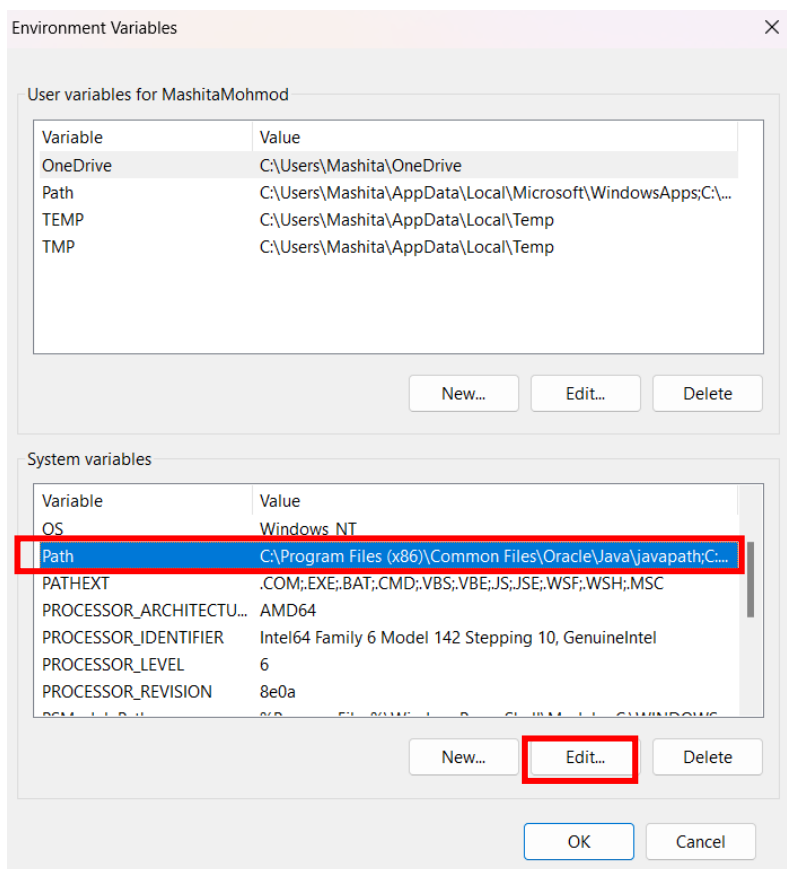 Environment Variables
User variables for MashitaMohmod
Variable Value
OneDrive C:\Users\Mashita\OneDrive
Path C:\Users\Mashita\AppData\Local\Microsoft\WindowsApps;C:\...
TEMP C:\Users\Mashita\AppData\Local\Temp
TMP C:\Users\Mashita\AppData\Local\Temp
New... Edit... Delete
System variables
Variable Value
OS Windows_NT
Path C:\Program Files (x86)\Common Files\Oracle\Java\javapath;C:...
PATHEXT .COM;.EXE;.BAT;.CMD;.VBS;.VBE;.JS;.JSE;.WSF;.WSH;.MSC
PROCESSOR_ARCHITECTU... AMD64
PROCESSOR_IDENTIFIER Intel64 Family 6 Model 142 Stepping 10, GenuineIntel
PROCESSOR_LEVEL 6
PROCESSOR_REVISION 8e0a
New... Edit... Delete
OK Cancel